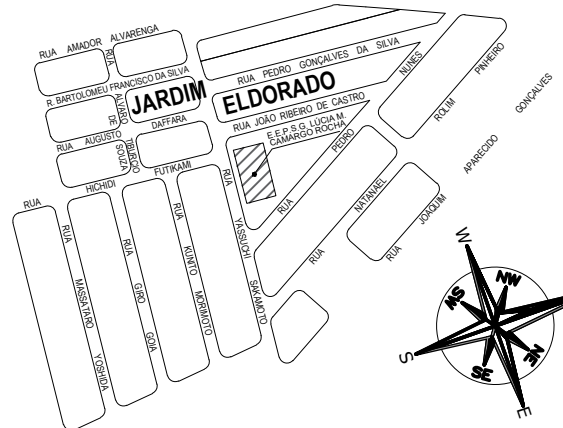 RUA AMADOR ALVARENGA
RUA ALVARO DE TIBURCIO SOUZA
R. BARTOLOMEU FRANCISCO DA SILVA
RUA PEDRO GONÇALVES DA SILVA
JARDIM ELDORADO
RUA JOÃO RIBEIRO DE CASTRO
E.E.P.S.G. LÚCIA M.
CAMARGO ROCHA
RUA AUGUSTO DAFFARA
RUA HICHIDI FUTIKAMI
RUA MASSATARO YOSHIDA
RUA GIRO GOIA
RUA KUNITO MORIMOTO
RUA YASSUCHI SAKAMOTO
RUA PEDRO NUNES
RUA NATANAEL ROLIM PINHEIRO
RUA JOAQUIM APARECIDO GONÇALVES
W
NW
WS
S
SE
E
NE